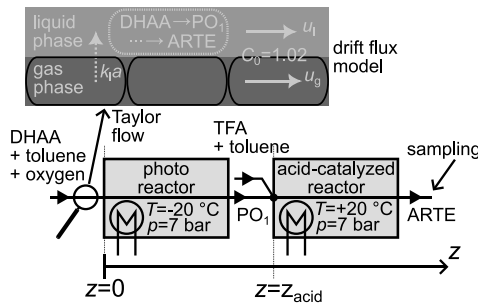 liquid phase
DHAA→PO₁
⋯→ARTE
u_l
C₀=1.02
drift flux model
gas phase
k_la
u_g
Taylor flow
DHAA
+ toluene
+ oxygen
TFA
+ toluene
photo reactor
acid-catalyzed reactor
sampling
T=-20 °C
p=7 bar
PO₁
T=+20 °C
p=7 bar
ARTE
z
z=0
z=z_acid